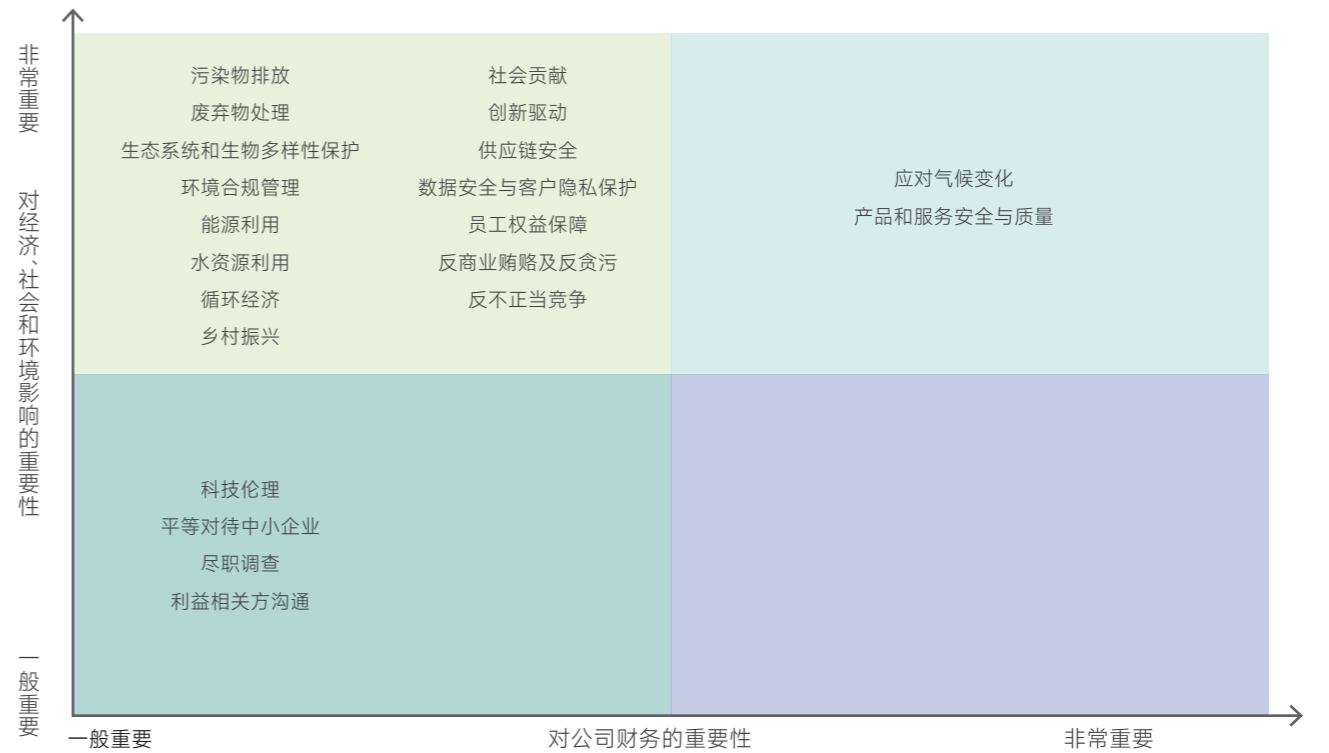 非常重要
对经济、社会和环境影响的重要性
一般重要
污染物排放
废弃物处理
生态系统和生物多样性保护
环境合规管理
能源利用
水资源利用
循环经济
乡村振兴
社会贡献
创新驱动
供应链安全
数据安全与客户隐私保护
员工权益保障
反商业贿赂及反贪污
反不正当竞争
应对气候变化
产品和服务安全与质量
科技伦理
平等对待中小企业
尽职调查
利益相关方沟通
一般重要
对公司财务的重要性
非常重要